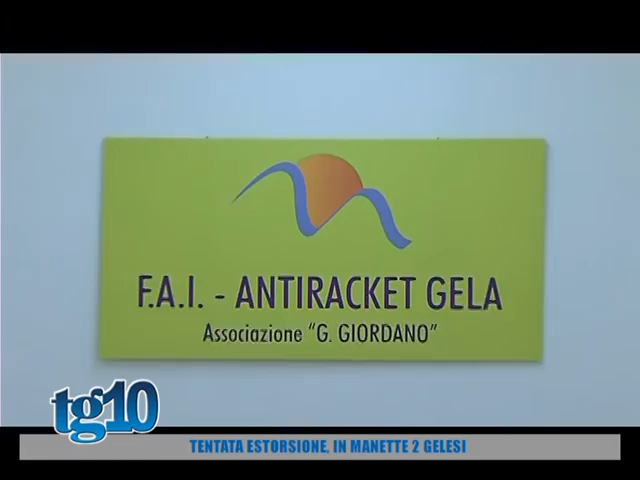 F.A.I. - ANTIRACKET GELA
Associazione "G. GIORDANO"
tg10
TENTATA ESTORSIONE, IN MANETTE 2 GELESI